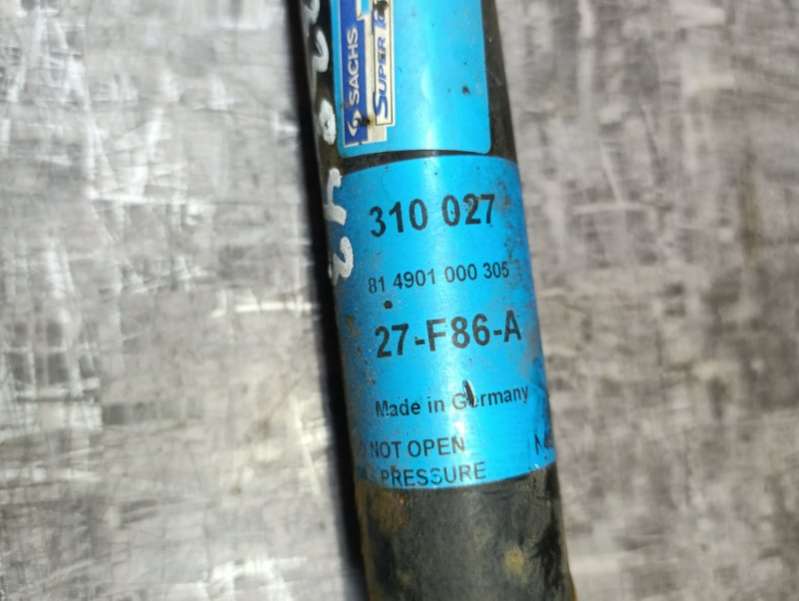 SACHS
SUPER
310 027
81 4901 000 305
27-F86-A
Made in Germany
NOT OPEN
PRESSURE